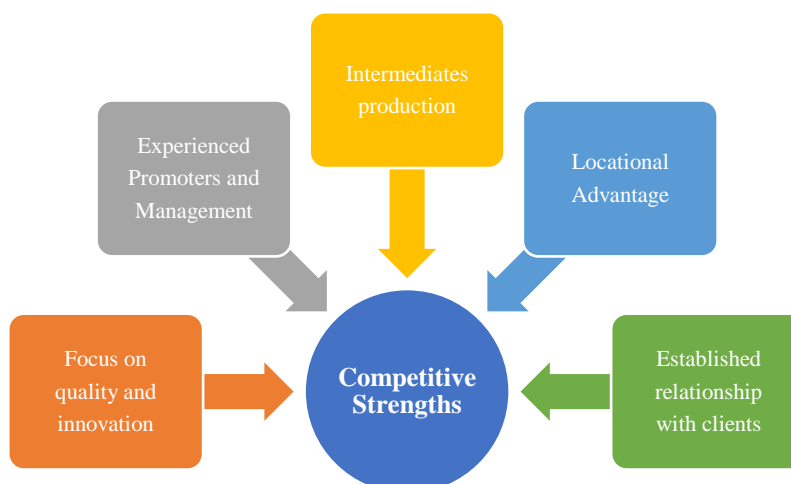 Intermediates
production
Experienced
Promoters and
Management
Locational
Advantage
Focus on
quality and
innovation
Competitive
Strengths
Established
relationship
with clients